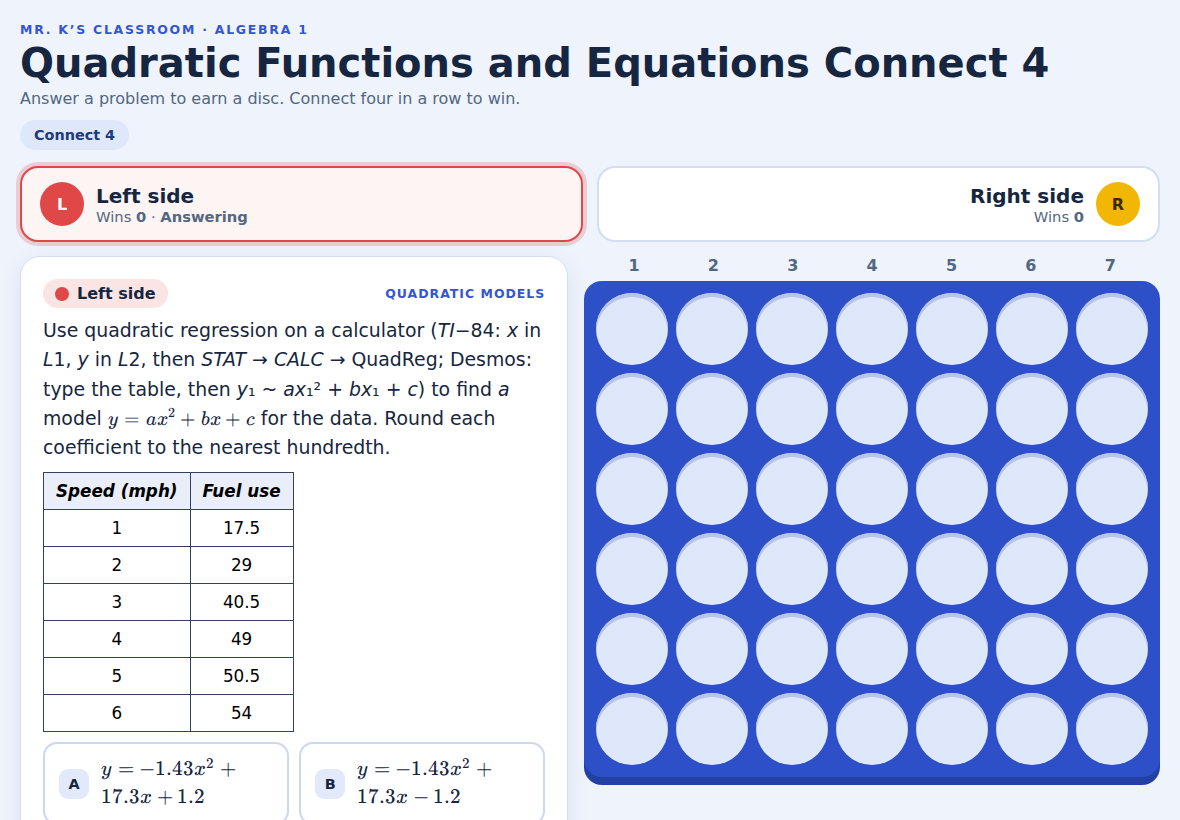 MR. K’S CLASSROOM · ALGEBRA 1
Quadratic Functions and Equations Connect 4
Answer a problem to earn a disc. Connect four in a row to win.
Connect 4
L
Left side
Wins 0 · Answering
Right side
Wins 0
R
Left side
QUADRATIC MODELS
Use quadratic regression on a calculator (TI−84: x in
L1, y in L2, then STAT → CALC → QuadReg; Desmos:
type the table, then y₁ ~ ax₁² + bx₁ + c) to find a
model y = ax² + bx + c for the data. Round each
coefficient to the nearest hundredth.
Speed (mph) Fuel use
1 17.5
2 29
3 40.5
4 49
5 50.5
6 54
A
y = −1.43x² +
17.3x + 1.2
B
y = −1.43x² +
17.3x − 1.2
1 2 3 4 5 6 7